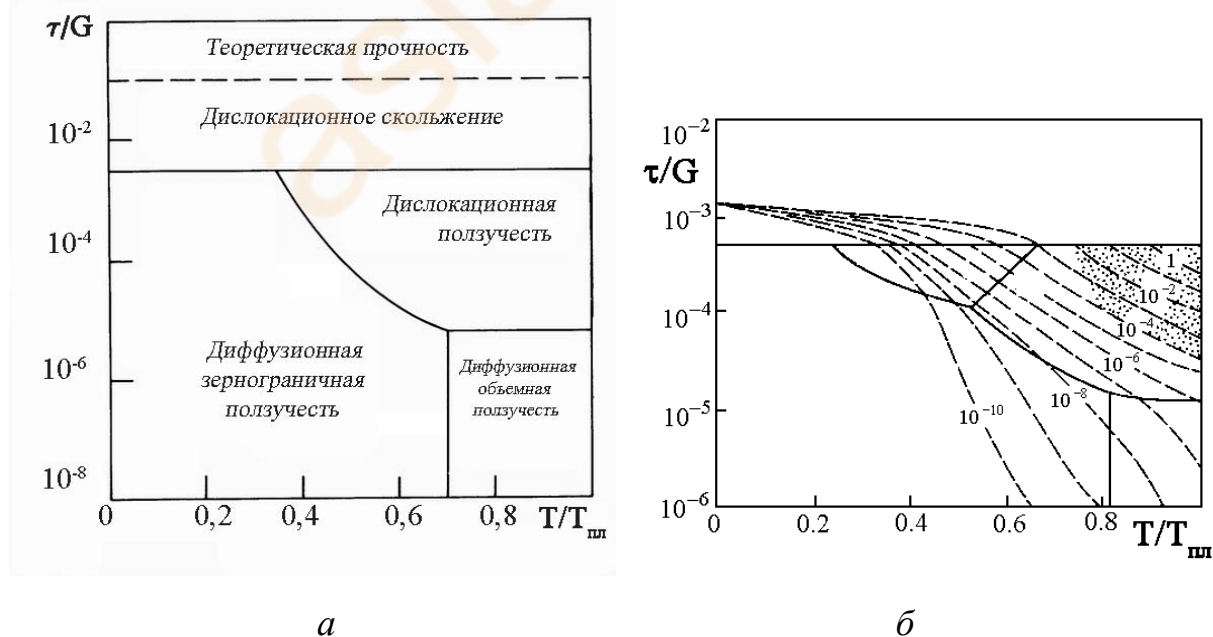 τ/G
Теоретическая прочность
Дислокационное скольжение
10⁻²
Дислокационная
ползучесть
10⁻⁴
Диффузионная
зернограничная
ползучесть
Диффузионная
объемная
ползучесть
10⁻⁶
10⁻⁸
0 0,2 0,4 0,6 0,8 T/Tпл
а
10⁻²
τ/G
10⁻³
1
10⁻²
10⁻⁴
10⁻⁴
10⁻⁶
10⁻⁸
10⁻¹⁰
10⁻⁵
10⁻⁶
0 0.2 0.4 0.6 0.8 T/Tпл
б